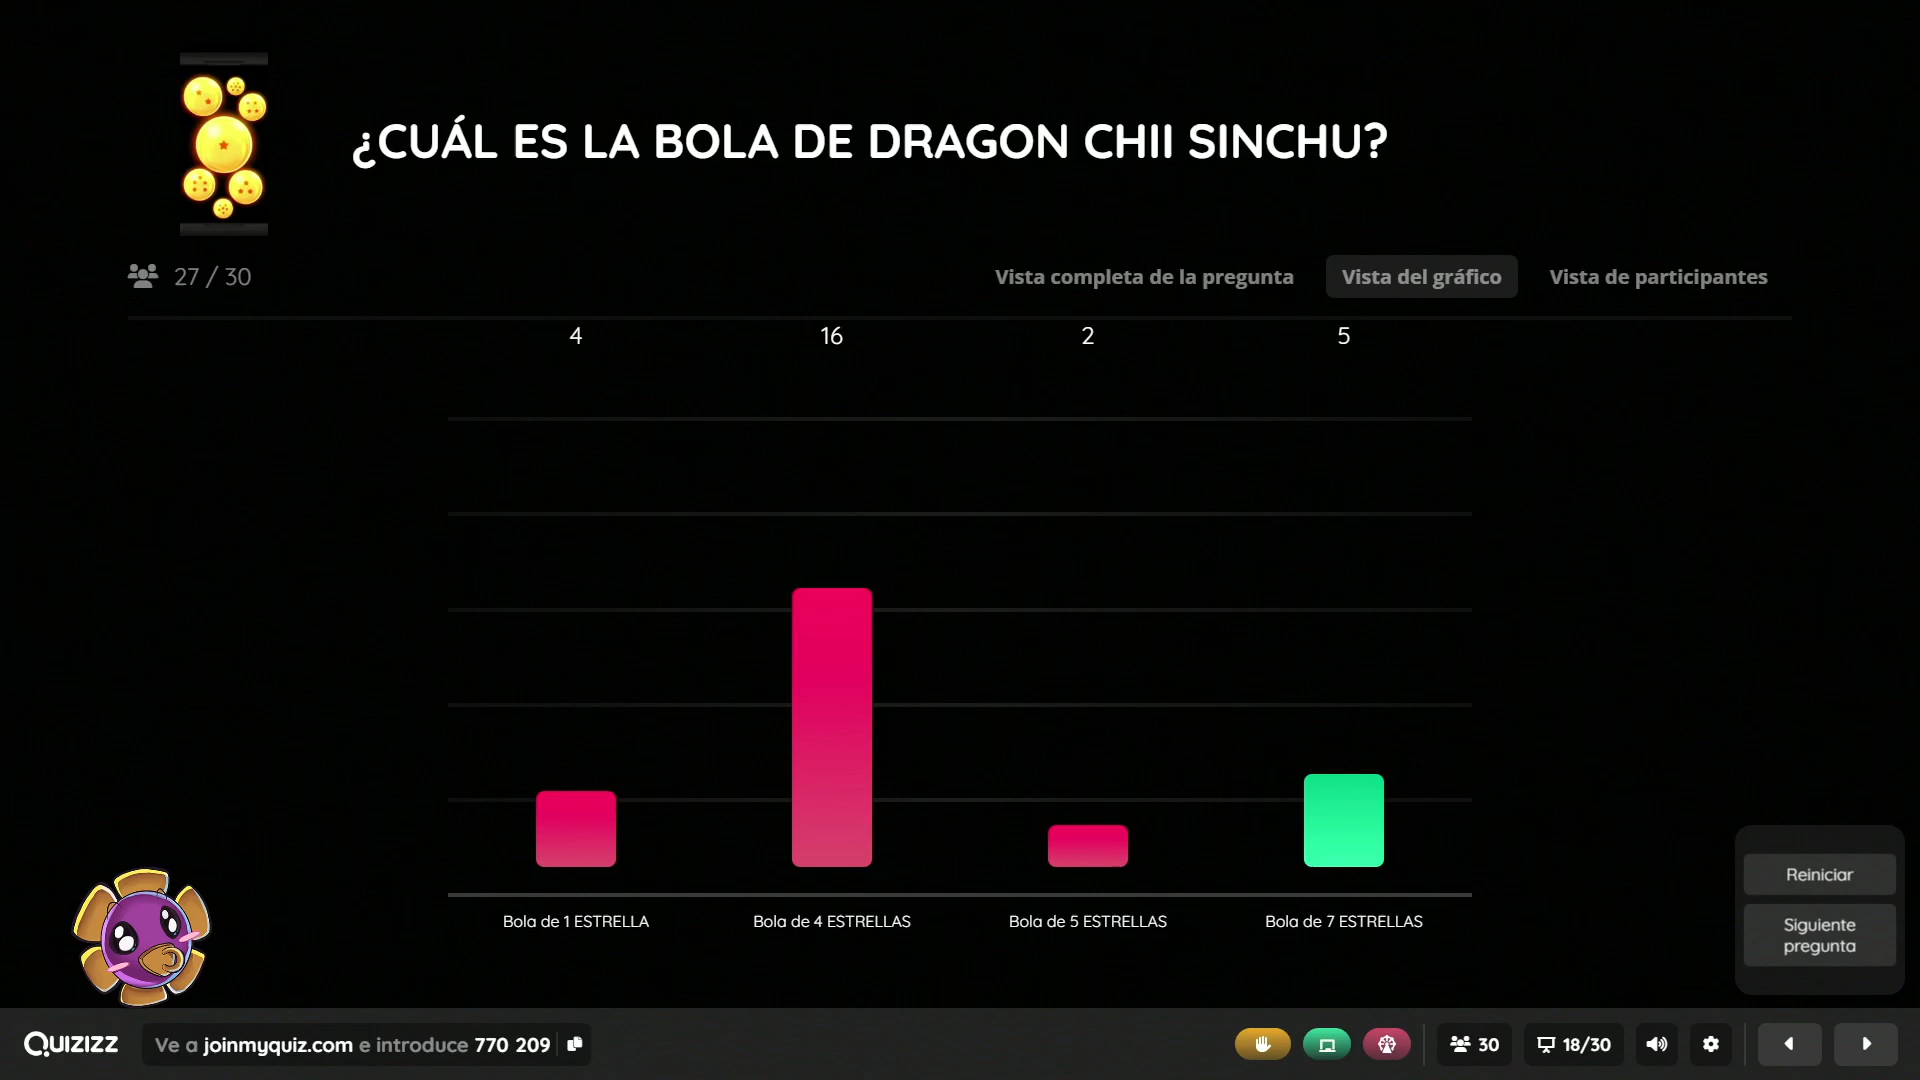 ¿CUÁL ES LA BOLA DE DRAGON CHII SINCHU?
27 / 30
Vista completa de la pregunta
Vista del gráfico
Vista de participantes
4
16
2
5
Bola de 1 ESTRELLA
Bola de 4 ESTRELLAS
Bola de 5 ESTRELLAS
Bola de 7 ESTRELLAS
Reiniciar
Siguiente
pregunta
QUIZIZZ
Ve a joinmyquiz.com e introduce 770 209
30
18/30